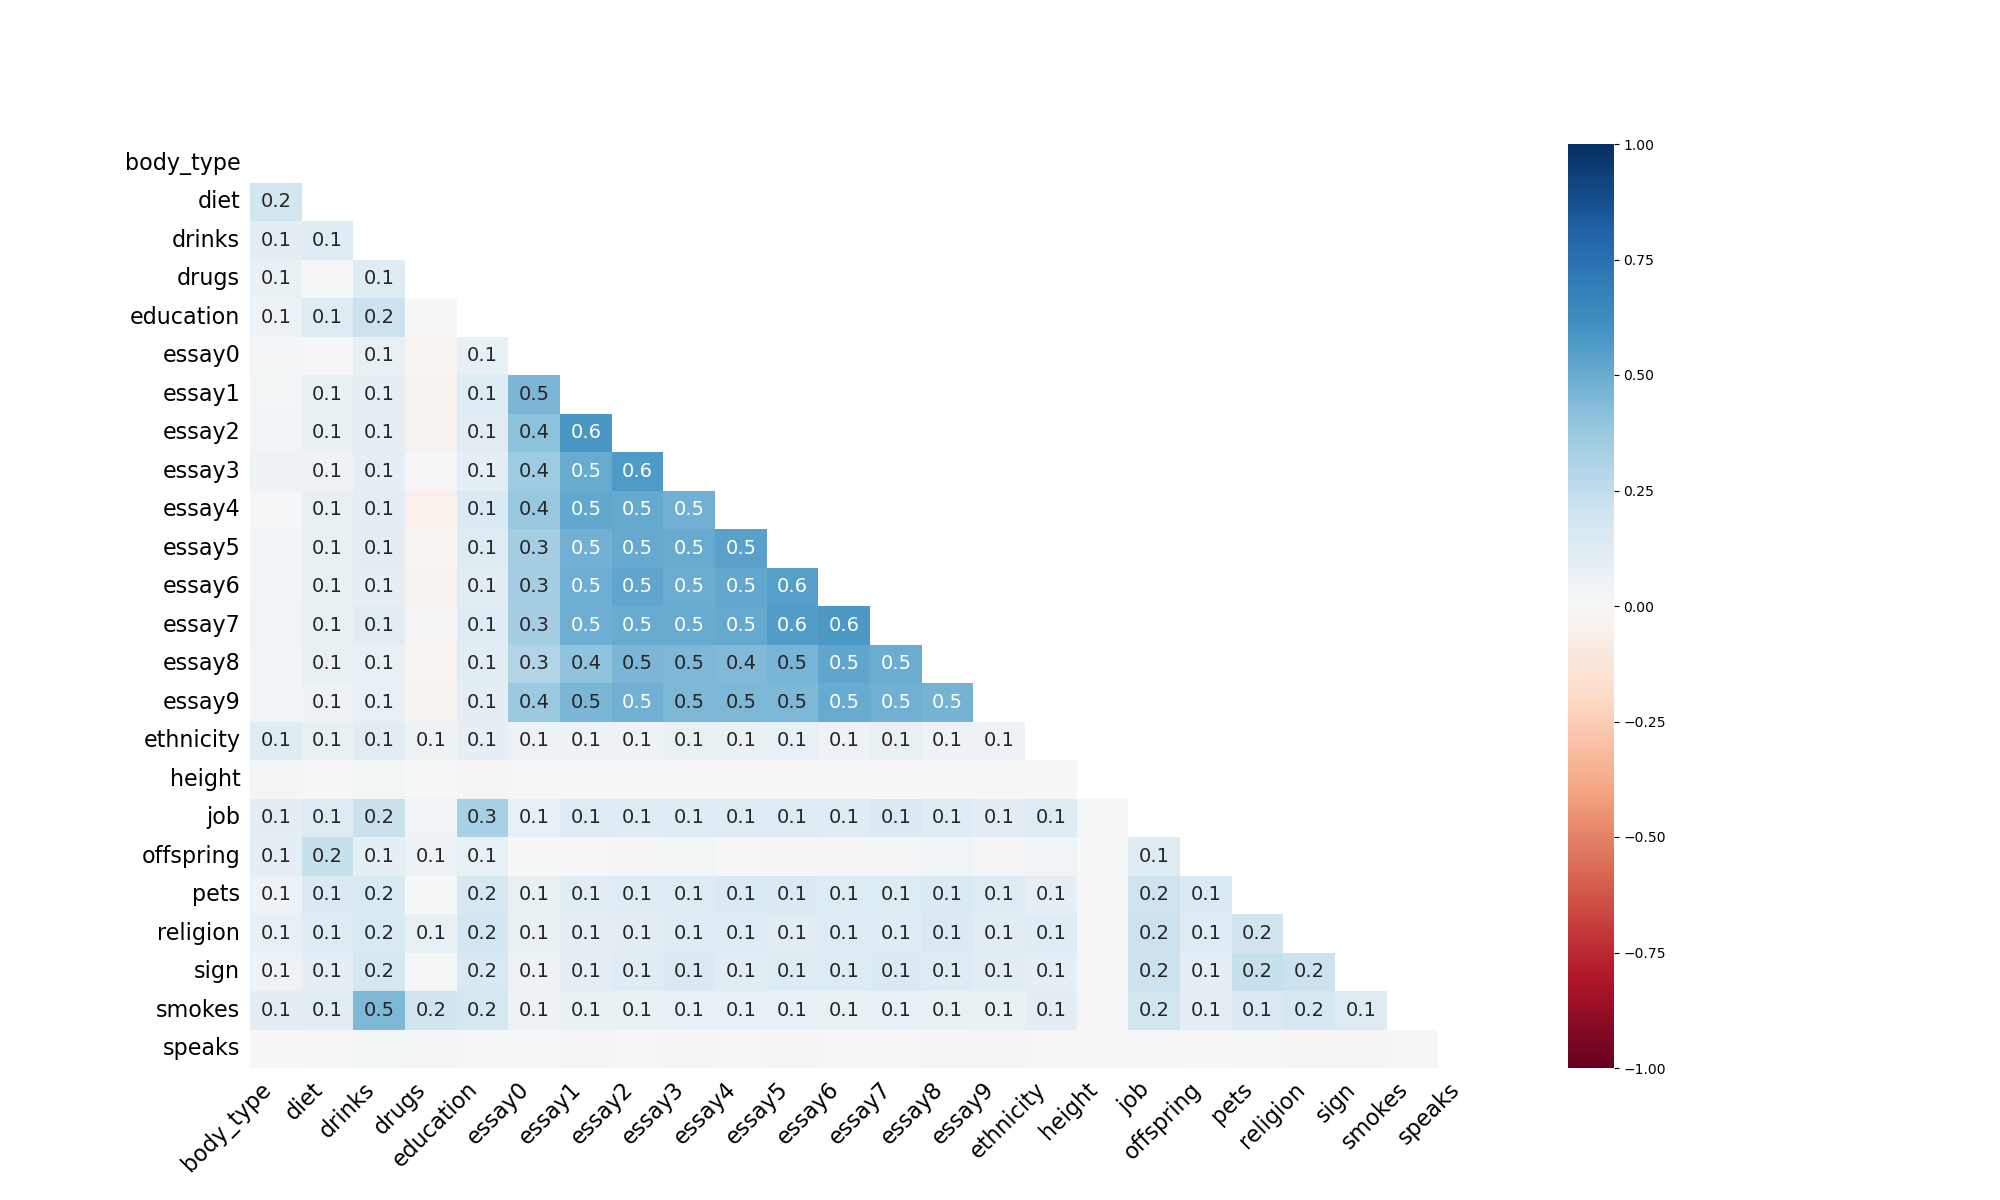 body_type
diet 0.2
drinks 0.1 0.1
drugs 0.1 0.1
education 0.1 0.1 0.2
essay0 0.1 0.1
essay1 0.1 0.1 0.1 0.5
essay2 0.1 0.1 0.1 0.4 0.6
essay3 0.1 0.1 0.1 0.4 0.5 0.6
essay4 0.1 0.1 0.1 0.4 0.5 0.5 0.5
essay5 0.1 0.1 0.1 0.3 0.5 0.5 0.5 0.5
essay6 0.1 0.1 0.1 0.3 0.5 0.5 0.5 0.5 0.6
essay7 0.1 0.1 0.1 0.3 0.5 0.5 0.5 0.5 0.6 0.6
essay8 0.1 0.1 0.1 0.3 0.4 0.5 0.5 0.4 0.5 0.5 0.5
essay9 0.1 0.1 0.1 0.4 0.5 0.5 0.5 0.5 0.5 0.5 0.5 0.5
ethnicity 0.1 0.1 0.1 0.1 0.1 0.1 0.1 0.1 0.1 0.1 0.1 0.1 0.1 0.1 0.1
height
job 0.1 0.1 0.2 0.3 0.1 0.1 0.1 0.1 0.1 0.1 0.1 0.1 0.1 0.1 0.1
offspring 0.1 0.2 0.1 0.1 0.1 0.1
pets 0.1 0.1 0.2 0.2 0.1 0.1 0.1 0.1 0.1 0.1 0.1 0.1 0.1 0.1 0.1 0.2 0.1
religion 0.1 0.1 0.2 0.1 0.2 0.1 0.1 0.1 0.1 0.1 0.1 0.1 0.1 0.1 0.1 0.1 0.2 0.1 0.2
sign 0.1 0.1 0.2 0.2 0.1 0.1 0.1 0.1 0.1 0.1 0.1 0.1 0.1 0.1 0.1 0.2 0.1 0.2 0.2
smokes 0.1 0.1 0.5 0.2 0.2 0.1 0.1 0.1 0.1 0.1 0.1 0.1 0.1 0.1 0.1 0.1 0.2 0.1 0.1 0.2 0.1
speaks
body_type diet drinks drugs education essay0 essay1 essay2 essay3 essay4 essay5 essay6 essay7 essay8 essay9 ethnicity height job offspring pets religion sign smokes speaks
1.00
0.75
0.50
0.25
0.00
−0.25
−0.50
−0.75
−1.00